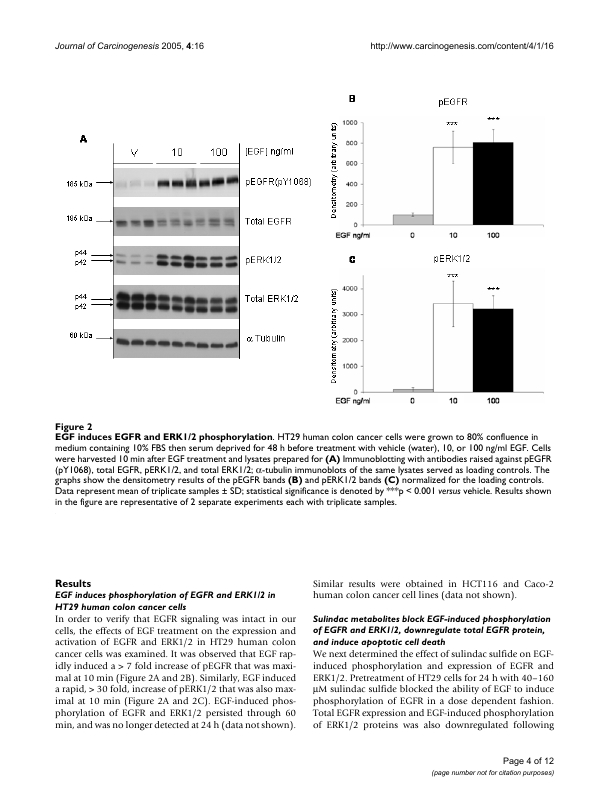 Journal of Carcinogenesis 2005, 4:16
http://www.carcinogenesis.com/content/4/1/16
A
V 10 100 [EGF] ng/ml
185 kDa pEGFR(pY1068)
185 kDa Total EGFR
p44
p42
pERK1/2
p44
p42
Total ERK1/2
60 kDa α Tubulin
B
pEGFR
Densitometry (arbitrary units)
1000
800
600
400
200
0
***
***
EGF ng/ml 0 10 100
C
pERK1/2
Densitometry (arbitrary units)
4000
3000
2000
1000
0
***
***
EGF ng/ml 0 10 100
Figure 2
EGF induces EGFR and ERK1/2 phosphorylation. HT29 human colon cancer cells were grown to 80% confluence in
medium containing 10% FBS then serum deprived for 48 h before treatment with vehicle (water), 10, or 100 ng/ml EGF. Cells
were harvested 10 min after EGF treatment and lysates prepared for (A) Immunoblotting with antibodies raised against pEGFR
(pY1068), total EGFR, pERK1/2, and total ERK1/2; α-tubulin immunoblots of the same lysates served as loading controls. The
graphs show the densitometry results of the pEGFR bands (B) and pERK1/2 bands (C) normalized for the loading controls.
Data represent mean of triplicate samples ± SD; statistical significance is denoted by ***p < 0.001 versus vehicle. Results shown
in the figure are representative of 2 separate experiments each with triplicate samples.
Results
EGF induces phosphorylation of EGFR and ERK1/2 in
HT29 human colon cancer cells
In order to verify that EGFR signaling was intact in our
cells, the effects of EGF treatment on the expression and
activation of EGFR and ERK1/2 in HT29 human colon
cancer cells was examined. It was observed that EGF rap-
idly induced a > 7 fold increase of pEGFR that was maxi-
mal at 10 min (Figure 2A and 2B). Similarly, EGF induced
a rapid, > 30 fold, increase of pERK1/2 that was also max-
imal at 10 min (Figure 2A and 2C). EGF-induced phos-
phorylation of EGFR and ERK1/2 persisted through 60
min, and was no longer detected at 24 h (data not shown).
Similar results were obtained in HCT116 and Caco-2
human colon cancer cell lines (data not shown).
Sulindac metabolites block EGF-induced phosphorylation
of EGFR and ERK1/2, downregulate total EGFR protein,
and induce apoptotic cell death
We next determined the effect of sulindac sulfide on EGF-
induced phosphorylation and expression of EGFR and
ERK1/2. Pretreatment of HT29 cells for 24 h with 40–160
μM sulindac sulfide blocked the ability of EGF to induce
phosphorylation of EGFR in a dose dependent fashion.
Total EGFR expression and EGF-induced phosphorylation
of ERK1/2 proteins was also downregulated following
Page 4 of 12
(page number not for citation purposes)